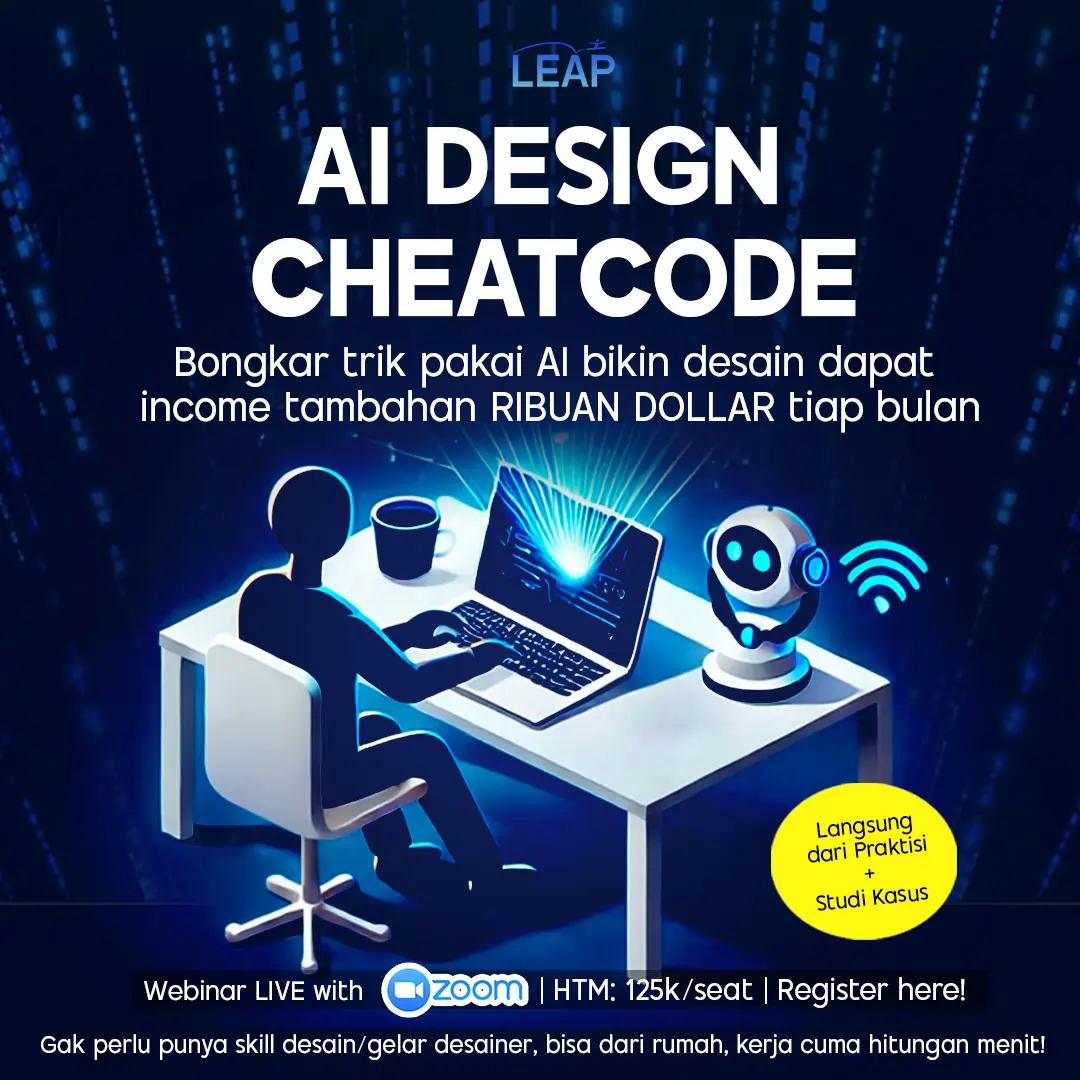 LEAP
AI DESIGN
CHEATCODE
Bongkar trik pakai AI bikin desain dapat
income tambahan RIBUAN DOLLAR tiap bulan
Langsung
dari Praktisi
+
Studi Kasus
Webinar LIVE with zoom | HTM: 125k/seat | Register here!
Gak perlu punya skill desain/gelar desainer, bisa dari rumah, kerja cuma hitungan menit!